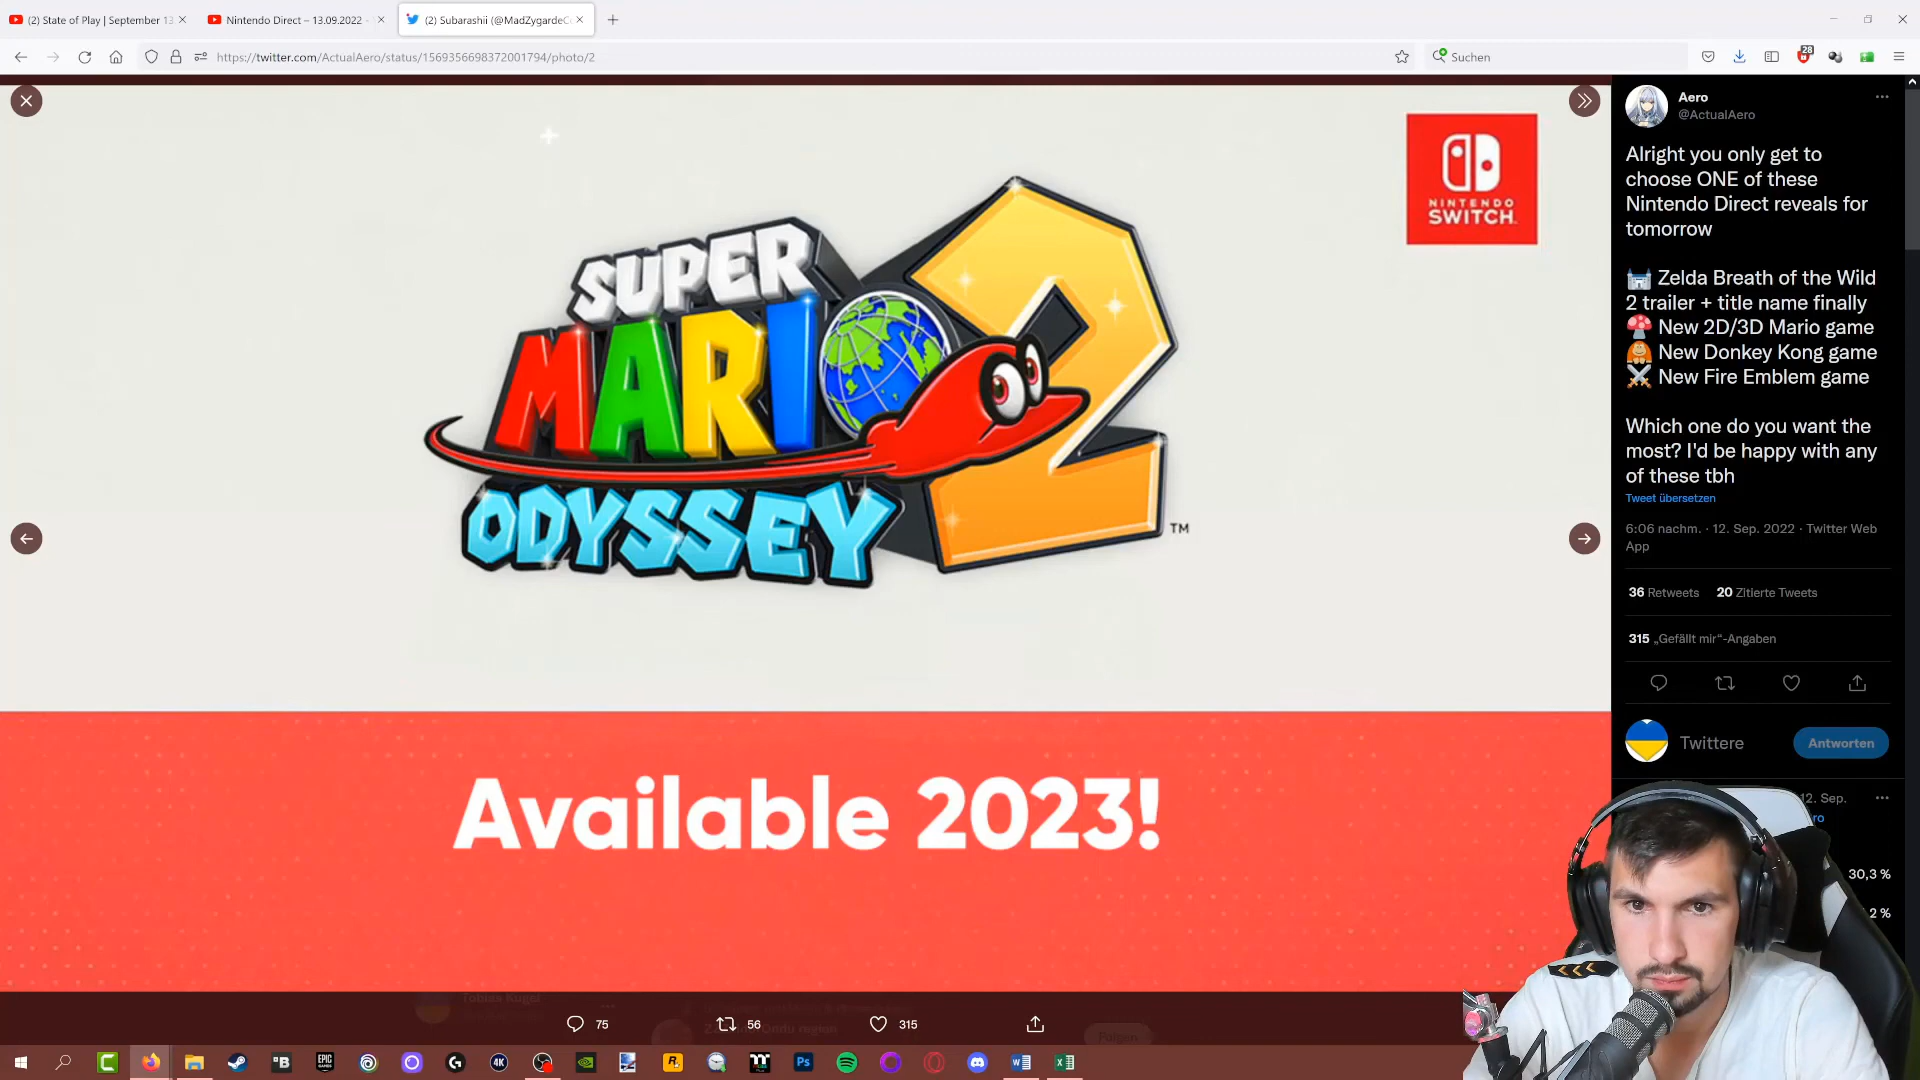 (2) State of Play | September 13
Nintendo Direct – 13.09.2022 -
(2) Subarashii (@MadZygardeC
https://twitter.com/ActualAero/status/1569356698372001794/photo/2
Suchen
28
NINTENDO
SWITCH
SUPER
MARIO
ODYSSEY
2
TM
Available 2023!
75
56
315
Aero
@ActualAero
Alright you only get to
choose ONE of these
Nintendo Direct reveals for
tomorrow
Zelda Breath of the Wild
2 trailer + title name finally
New 2D/3D Mario game
New Donkey Kong game
New Fire Emblem game
Which one do you want the
most? I'd be happy with any
of these tbh
Tweet übersetzen
6:06 nachm. · 12. Sep. 2022 · Twitter Web
App
36 Retweets 20 Zitierte Tweets
315 „Gefällt mir“-Angaben
Twittere
Antworten
12. Sep.
ro
30,3 %
2 %
Tobias Kugel